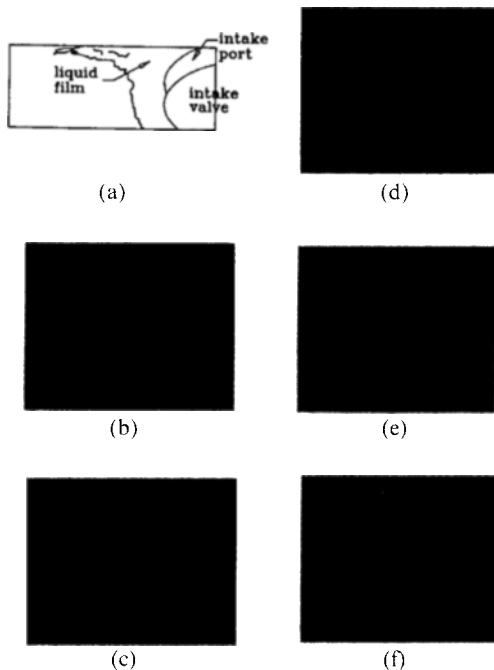 intake
port
liquid
film
intake
valve
(a)
(d)
(b)
(e)
(c)
(f)